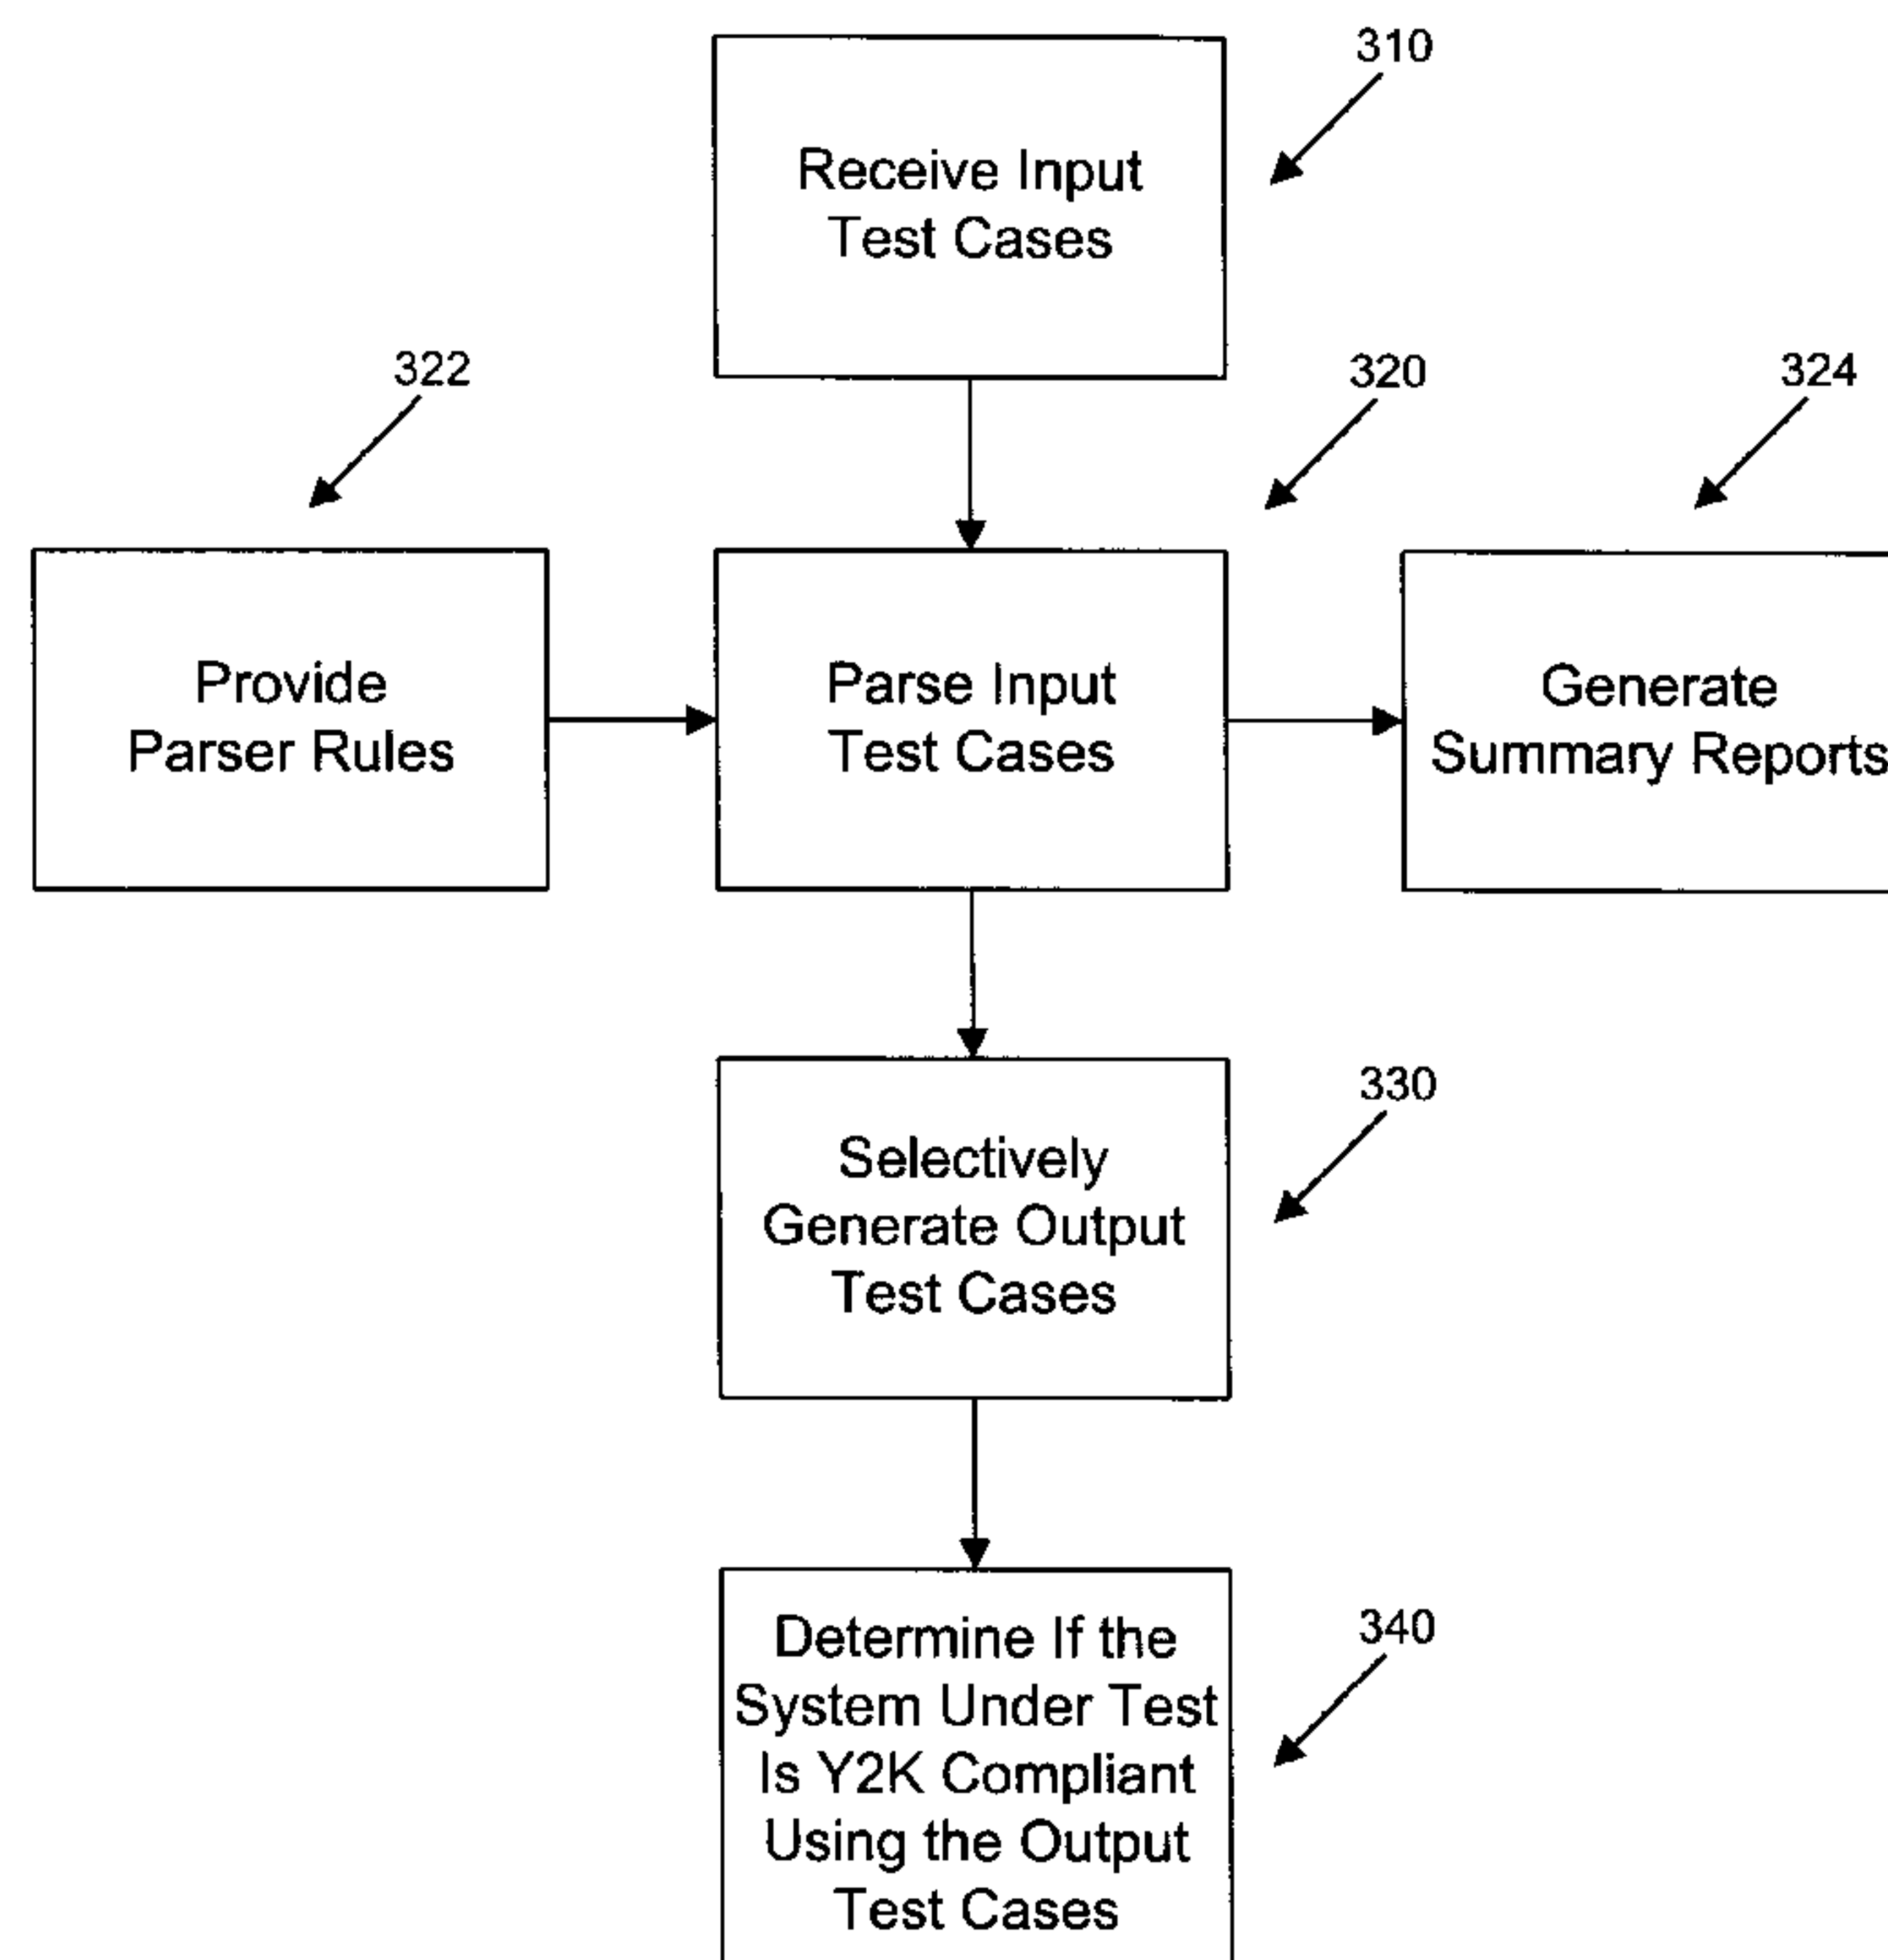 310
Receive Input
Test Cases
322
320
324
Provide
Parser Rules
Parse Input
Test Cases
Generate
Summary Reports
330
Selectively
Generate Output
Test Cases
340
Determine If the
System Under Test
Is Y2K Compliant
Using the Output
Test Cases